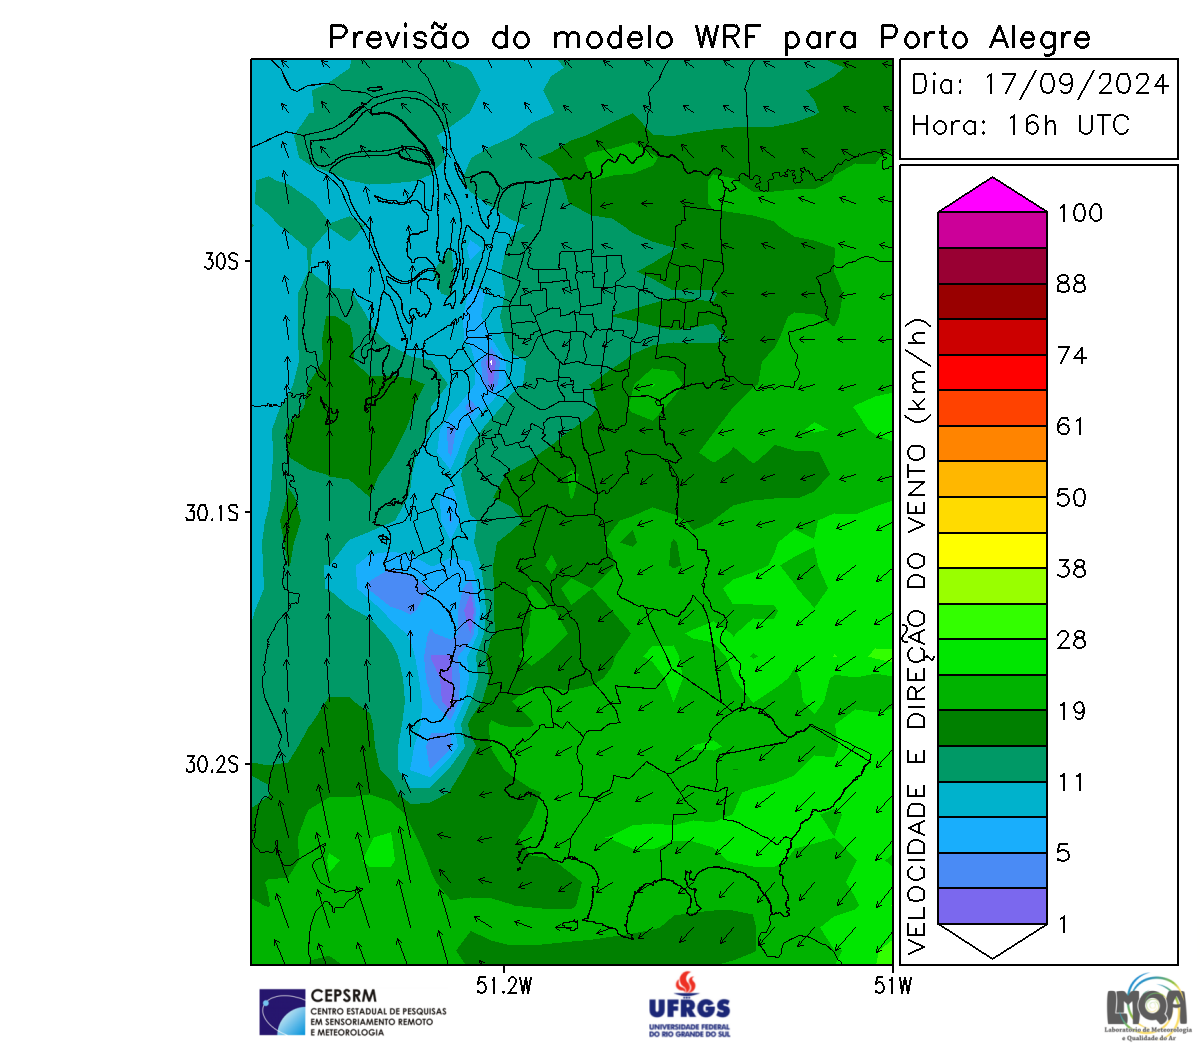 Previsão do modelo WRF para Porto Alegre
Dia: 17/09/2024
Hora: 16h UTC
VELOCIDADE E DIREÇÃO DO VENTO (km/h)
100
88
74
61
50
38
28
19
11
5
1
30S
30.1S
30.2S
51.2W
51W
CEPSRM
CENTRO ESTADUAL DE PESQUISAS
EM SENSORIAMENTO REMOTO
E METEOROLOGIA
UFRGS
UNIVERSIDADE FEDERAL
DO RIO GRANDE DO SUL
LMQA
Laboratório de Meteorologia
e Qualidade do Ar